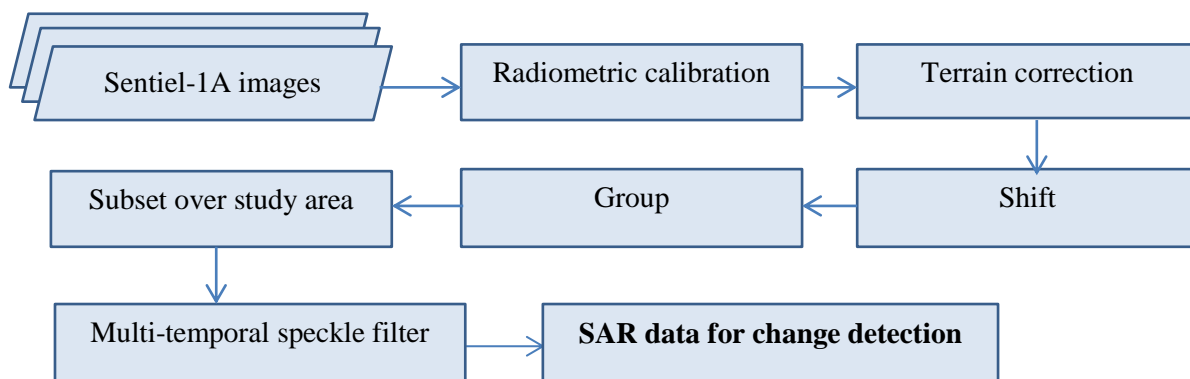 Sentiel-1A images
Radiometric calibration
Terrain correction
Shift
Group
Subset over study area
Multi-temporal speckle filter
SAR data for change detection